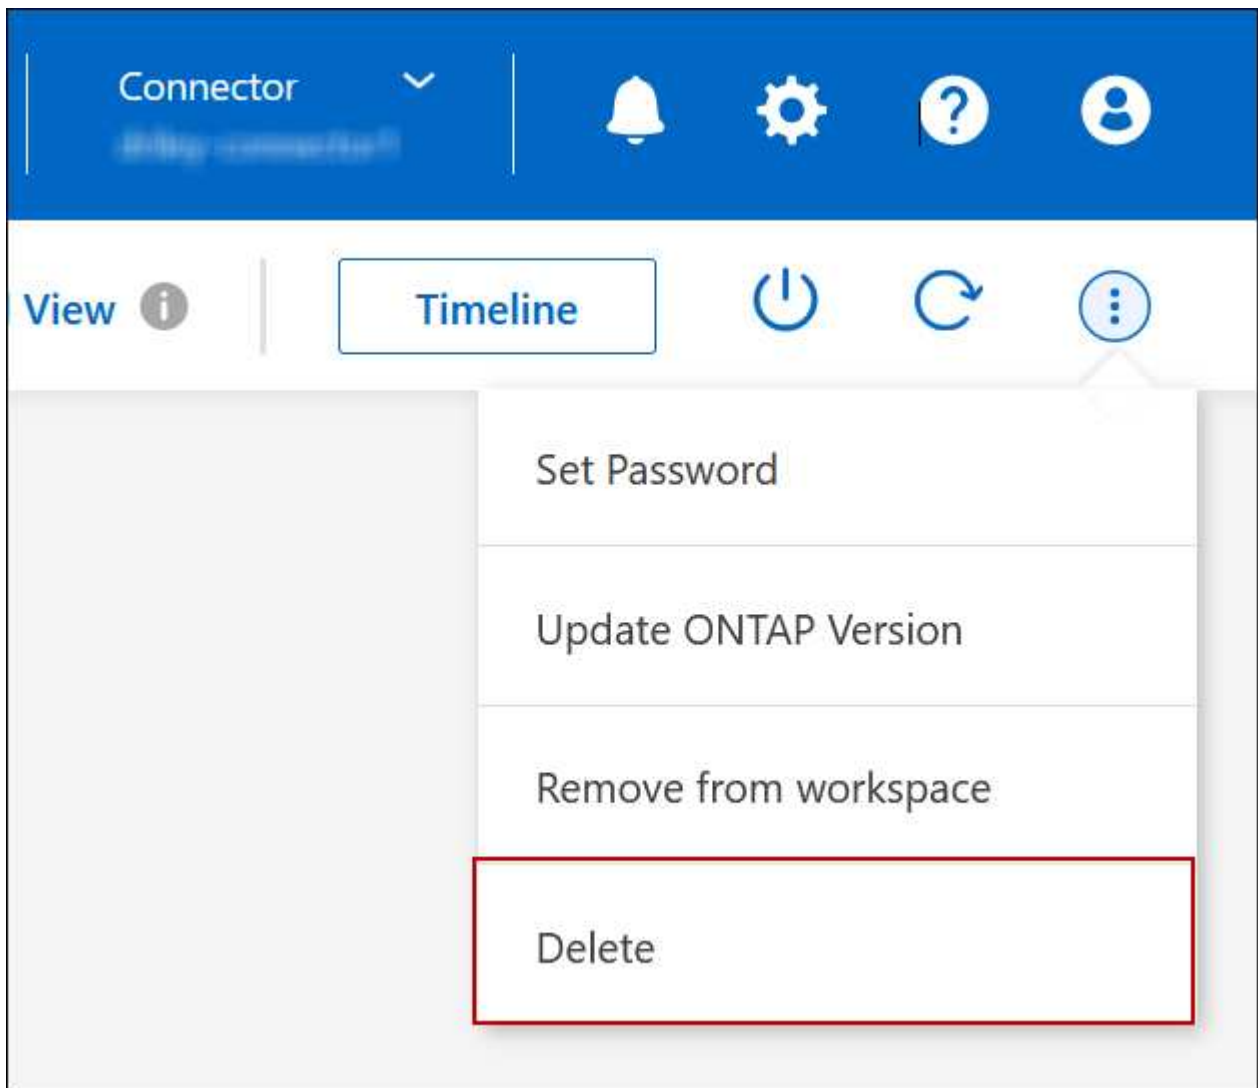 Connector
View
Timeline
Set Password
Update ONTAP Version
Remove from workspace
Delete